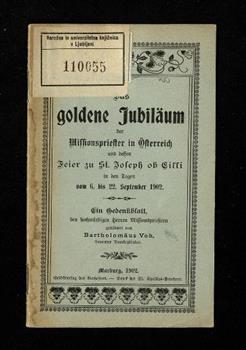 Narodna in univerzitetna knjižnica
v Ljubljani
110055
Das
goldene Jubiläum
der
Missionspriester in Österreich
und dessen
Feier zu St. Joseph ob Cilli
in den Tagen
vom 6. bis 22. September 1902.
Ein Gedenkblatt,
den hochwürdigen Herren Missionspriestern
gewidmet von
Bartholomäus Voh,
Marburg, 1902.